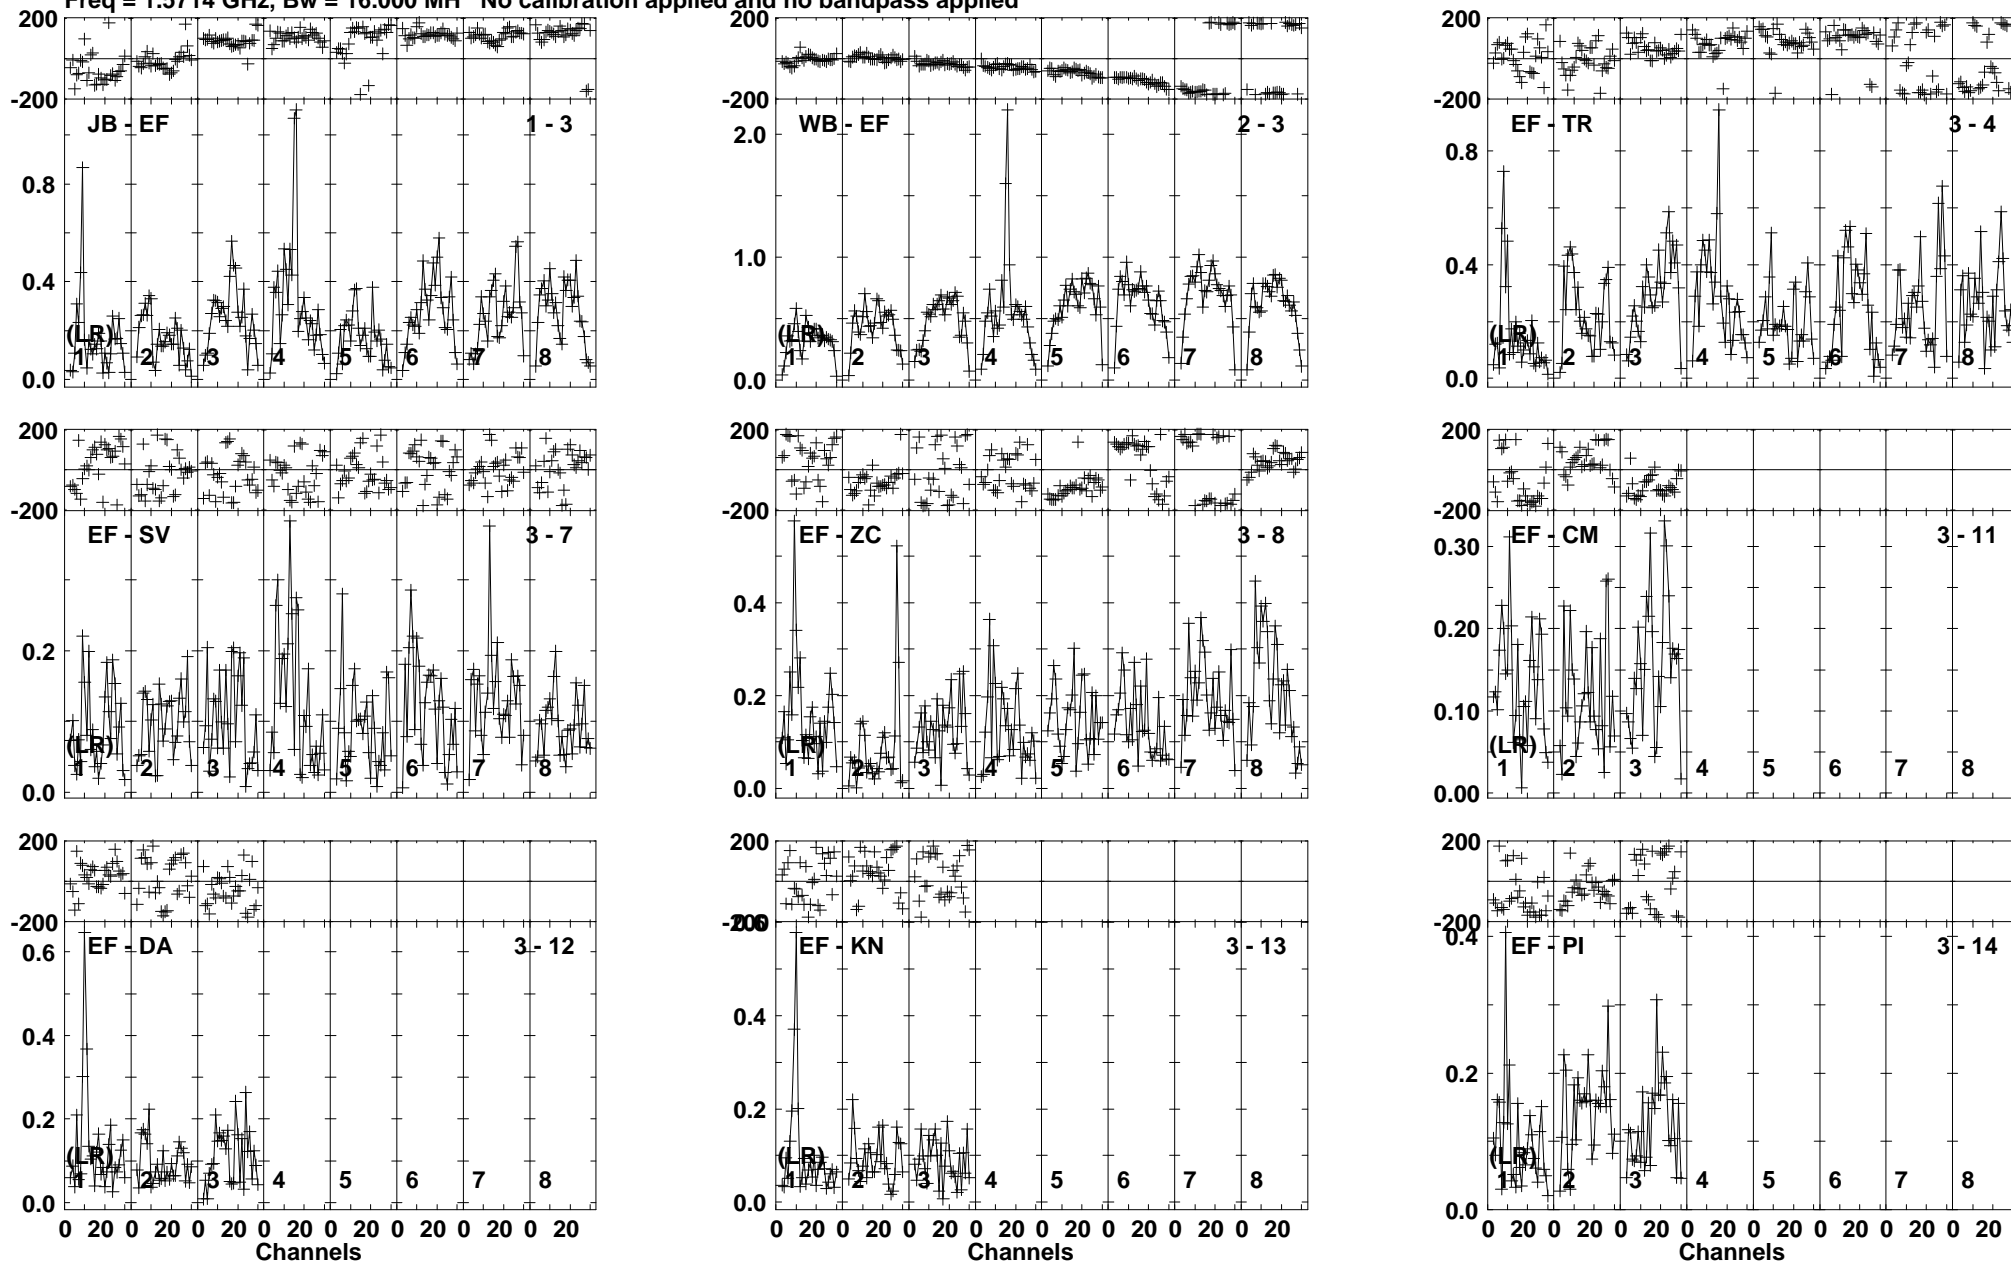 Freq = 1.5714 GHz, Bw = 16.000 MH No calibration applied and no bandpass applied
200
-200
JB - EF
1 - 3
0.8
0.4
0.0
(LR)
1 2 3 4 5 6 7 8
200
-200
WB - EF
2 - 3
2.0
1.0
0.0
(LR)
1 2 3 4 5 6 7 8
200
-200
EF - TR
3 - 4
0.8
0.4
0.0
(LR)
1 2 3 4 5 6 7 8
200
-200
EF - SV
3 - 7
0.2
0.0
(LR)
1 2 3 4 5 6 7 8
200
-200
EF - ZC
3 - 8
0.4
0.2
0.0
(LR)
1 2 3 4 5 6 7 8
200
-200
EF - CM
3 - 11
0.30
0.20
0.10
0.00
(LR)
1 2 3 4 5 6 7 8
200
-200
EF - DA
3 - 12
0.6
0.4
0.2
0.0
(LR)
1 2 3 4 5 6 7 8
0 20 0 20 0 20 0 20 0 20 0 20 0 20 0 20
Channels
200
-200
0.6
EF - KN
3 - 13
0.4
0.2
0.0
(LR)
1 2 3 4 5 6 7 8
0 20 0 20 0 20 0 20 0 20 0 20 0 20 0 20
Channels
200
-200
EF - PI
3 - 14
0.4
0.2
0.0
(LR)
1 2 3 4 5 6 7 8
0 20 0 20 0 20 0 20 0 20 0 20 0 20 0 20
Channels